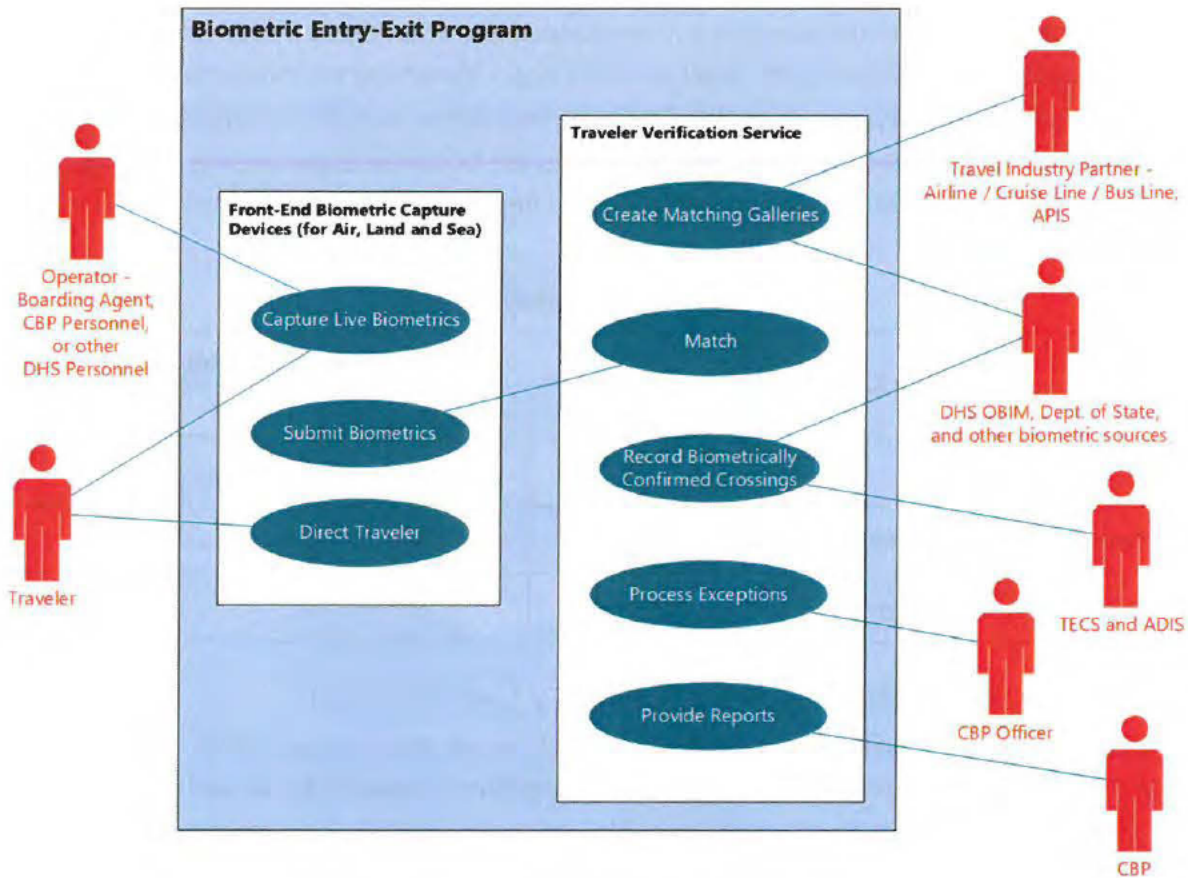 Biometric Entry-Exit Program
Operator -
Boarding Agent,
CBP Personnel,
or other
DHS Personnel
Traveler
Front-End Biometric Capture
Devices (for Air, Land and Sea)
Capture Live Biometrics
Submit Biometrics
Direct Traveler
Traveler Verification Service
Create Matching Galleries
Match
Record Biometrically
Confirmed Crossings
Process Exceptions
Provide Reports
Travel Industry Partner -
Airline / Cruise Line / Bus Line,
APIS
DHS OBIM, Dept. of State,
and other biometric sources
TECS and ADIS
CBP Officer
CBP